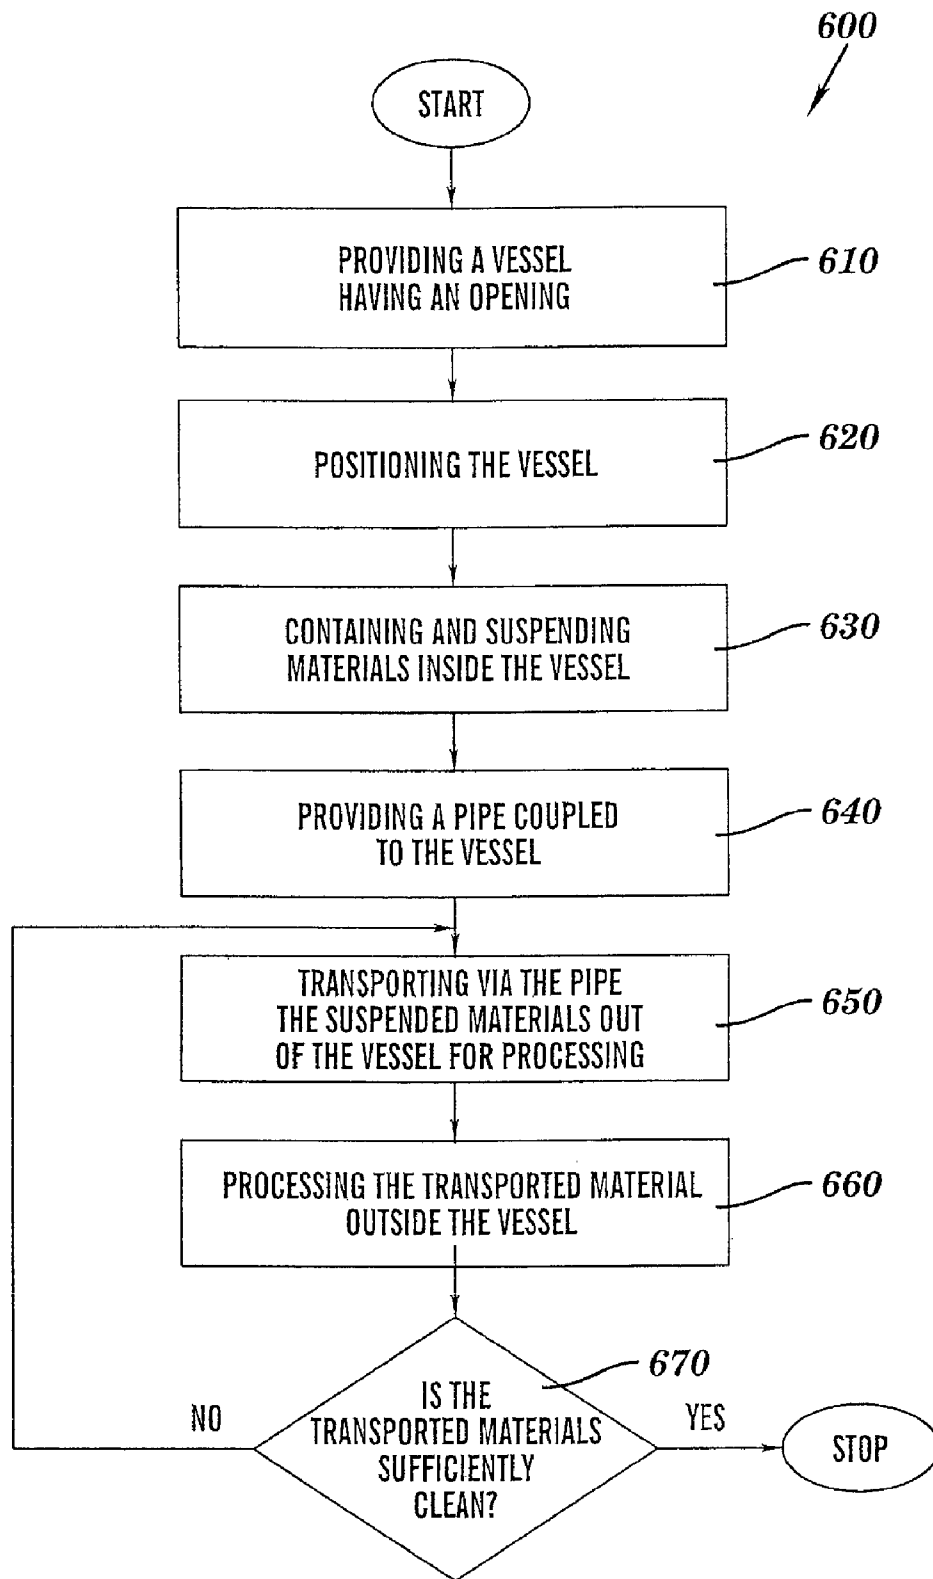 600
START
PROVIDING A VESSEL
HAVING AN OPENING
610
POSITIONING THE VESSEL
620
CONTAINING AND SUSPENDING
MATERIALS INSIDE THE VESSEL
630
PROVIDING A PIPE COUPLED
TO THE VESSEL
640
TRANSPORTING VIA THE PIPE
THE SUSPENDED MATERIALS OUT
OF THE VESSEL FOR PROCESSING
650
PROCESSING THE TRANSPORTED MATERIAL
OUTSIDE THE VESSEL
660
670
IS THE
TRANSPORTED MATERIALS
SUFFICIENTLY
CLEAN?
NO
YES
STOP